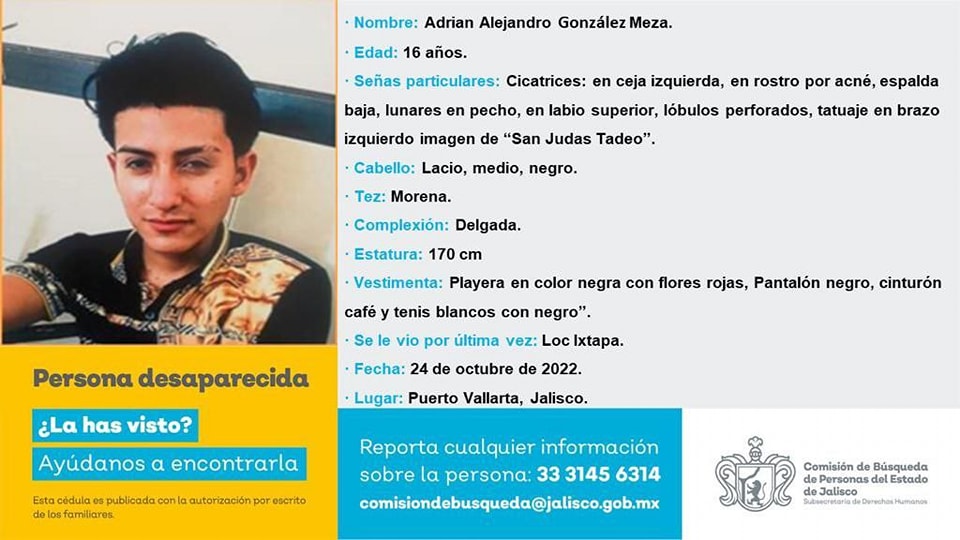 · Nombre: Adrian Alejandro González Meza.
· Edad: 16 años.
· Señas particulares: Cicatrices: en ceja izquierda, en rostro por acné, espalda
baja, lunares en pecho, en labio superior, lóbulos perforados, tatuaje en brazo
izquierdo imagen de “San Judas Tadeo”.
· Cabello: Lacio, medio, negro.
· Tez: Morena.
· Complexión: Delgada.
· Estatura: 170 cm
· Vestimenta: Playera en color negra con flores rojas, Pantalón negro, cinturón
café y tenis blancos con negro”.
· Se le vio por última vez: Loc Ixtapa.
· Fecha: 24 de octubre de 2022.
· Lugar: Puerto Vallarta, Jalisco.
Persona desaparecida
¿La has visto?
Ayúdanos a encontrarla
Esta cédula es publicada con la autorización por escrito
de los familiares.
Reporta cualquier información
sobre la persona: 33 3145 6314
comisiondebusqueda@jalisco.gob.mx
Comisión de Búsqueda
de Personas del Estado
de Jalisco
Subsecretaría de Derechos Humanos